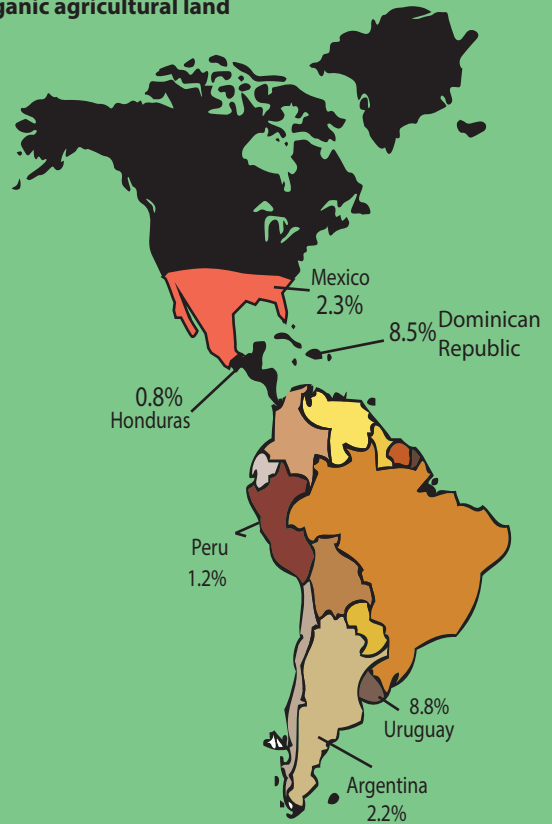 ganic agricultural land
Mexico
2.3%
8.5% Dominican
Republic
0.8%
Honduras
Peru
1.2%
8.8%
Uruguay
Argentina
2.2%